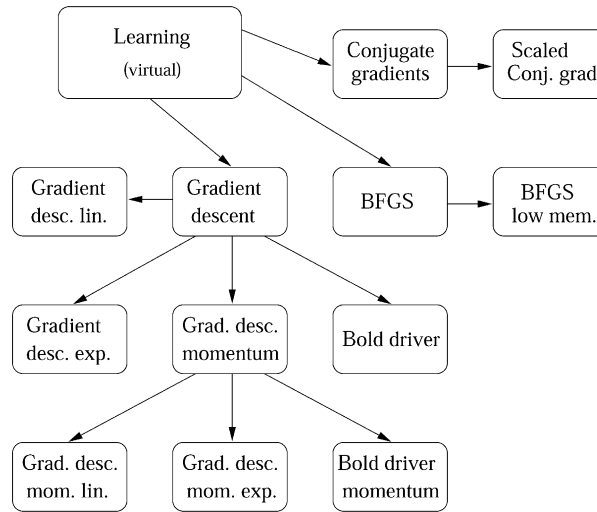 Learning
(virtual)
Conjugate
gradients
Scaled
Conj. grad
Gradient
desc. lin.
Gradient
descent
BFGS
BFGS
low mem.
Gradient
desc. exp.
Grad. desc.
momentum
Bold driver
Grad. desc.
mom. lin.
Grad. desc.
mom. exp.
Bold driver
momentum